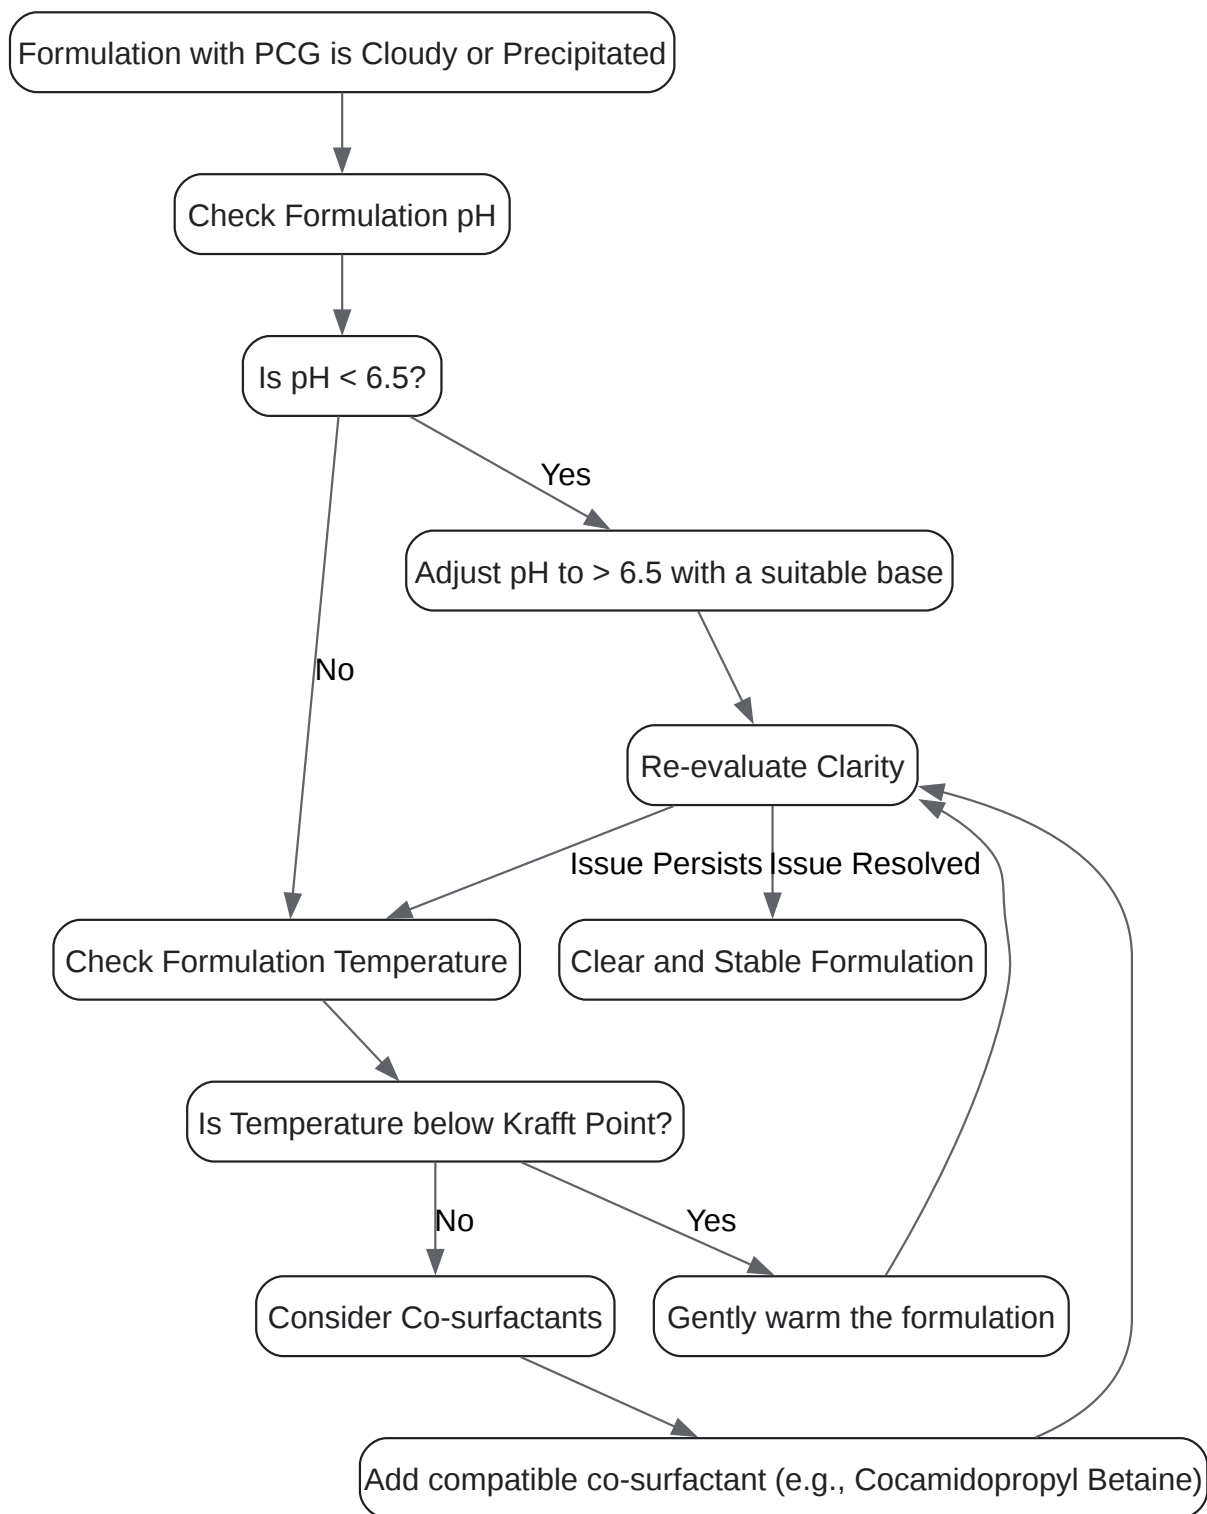 Formulation with PCG is Cloudy or Precipitated
Check Formulation pH
Is pH < 6.5?
Yes
Adjust pH to > 6.5 with a suitable base
No
Re-evaluate Clarity
Issue Persists
Issue Resolved
Check Formulation Temperature
Clear and Stable Formulation
Is Temperature below Krafft Point?
No
Yes
Consider Co-surfactants
Gently warm the formulation
Add compatible co-surfactant (e.g., Cocamidopropyl Betaine)